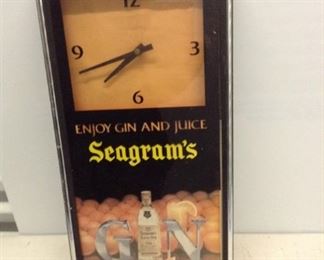 12
9 3
6
ENJOY GIN AND JUICE
Seagram's
GIN